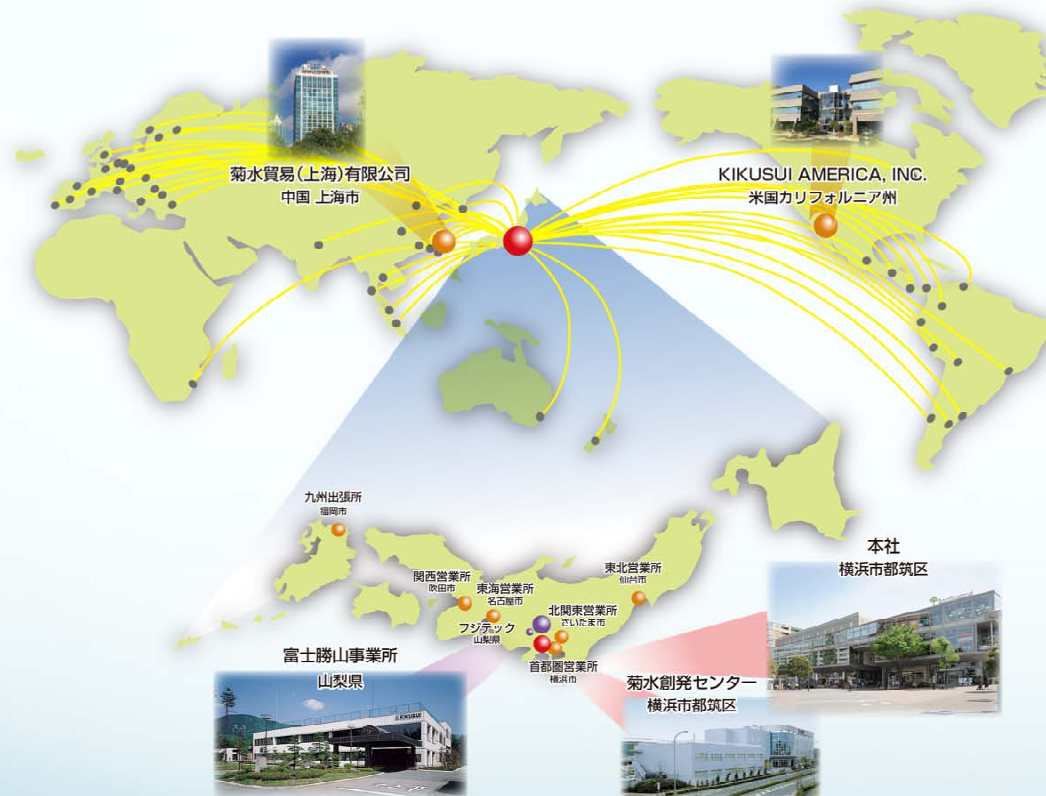 菊水貿易(上海)有限公司
中国 上海市
KIKUSUI AMERICA, INC.
米国カリフォルニア州
九州出張所
福岡市
関西営業所
吹田市
東海営業所
名古屋市
フジテック
山梨県
東北営業所
仙台市
北関東営業所
さいたま市
首都圏営業所
横浜市
本社
横浜市都筑区
富士勝山事業所
山梨県
KIKUSUI
菊水創発センター
横浜市都筑区